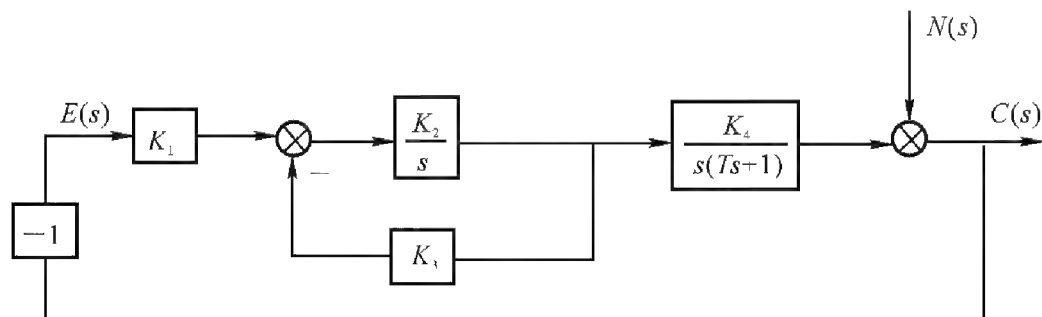 N(s)
E(s)
K₁
K₂
s
K₄
s(Ts+1)
C(s)
−
−1
K₃